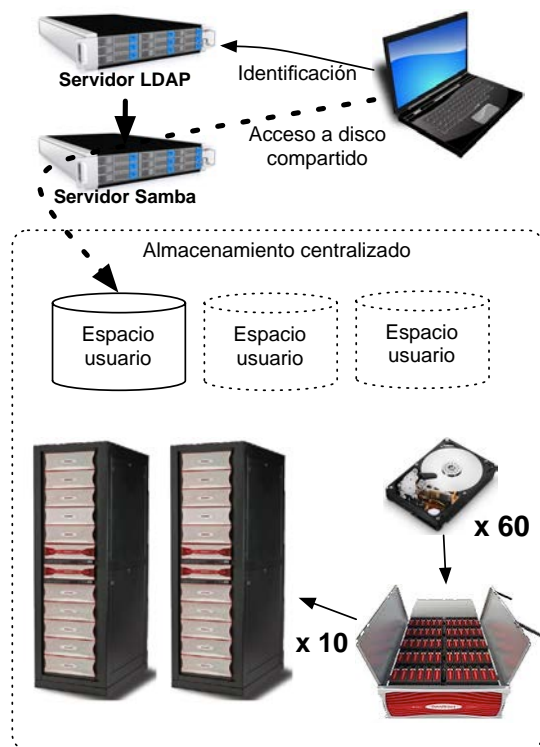 Servidor LDAP
Identificación
Acceso a disco
compartido
Servidor Samba
Almacenamiento centralizado
Espacio
usuario
Espacio
usuario
Espacio
usuario
x 60
x 10